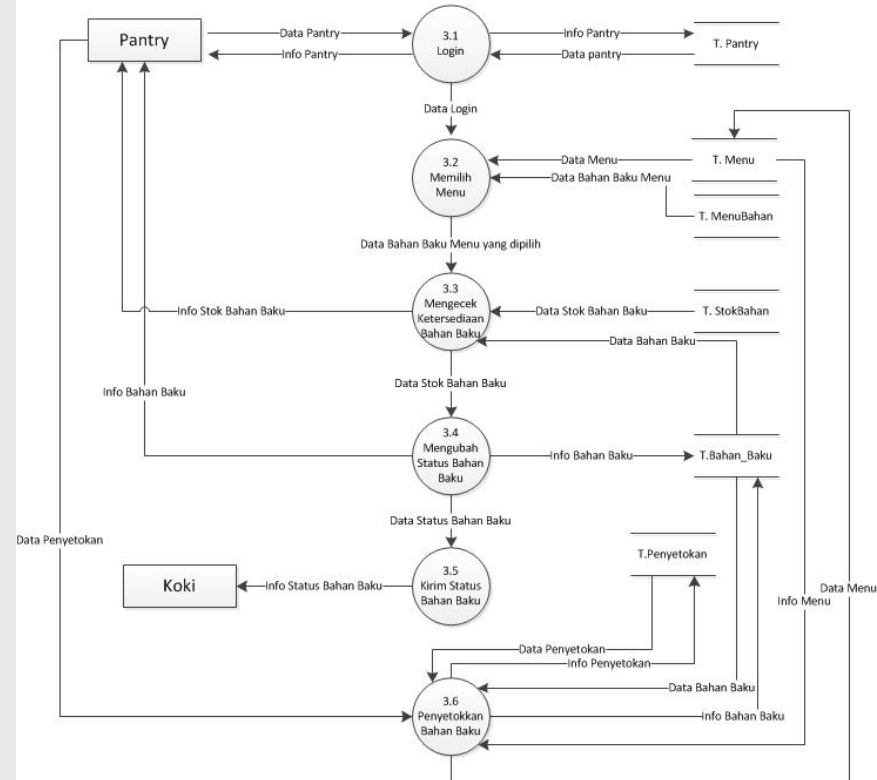 Pantry
Data Pantry
Info Pantry
3.1
Login
Info Pantry
Data pantry
T. Pantry
Data Login
3.2
Memilih
Menu
Data Menu
Data Bahan Baku Menu
T. Menu
T. MenuBahan
Data Bahan Baku Menu yang dipilih
3.3
Mengecek
Ketersediaan
Bahan Baku
Info Stok Bahan Baku
Data Stok Bahan Baku
T. StokBahan
Data Bahan Baku
Data Stok Bahan Baku
Info Bahan Baku
3.4
Mengubah
Status Bahan
Baku
Info Bahan Baku
T.Bahan_Baku
Data Status Bahan Baku
Data Penyetokan
T.Penyetokan
Koki
Info Status Bahan Baku
3.5
Kirim Status
Bahan Baku
Data Menu
Info Menu
Data Penyetokan
Info Penyetokan
Data Bahan Baku
3.6
Penyetokkan
Bahan Baku
Info Bahan Baku